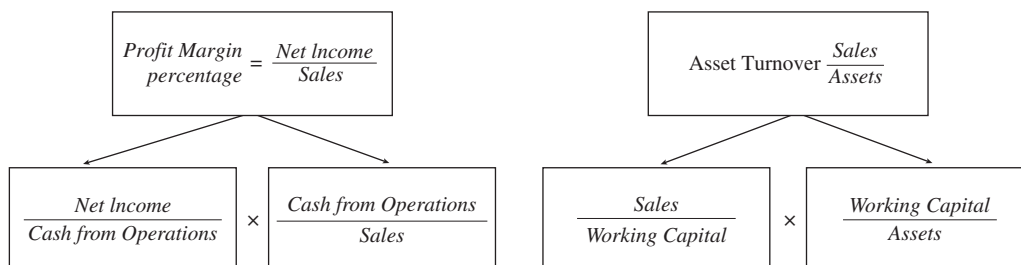 Profit Margin percentage = Net Income / Sales
Asset Turnover Sales / Assets
Net Income / Cash from Operations × Cash from Operations / Sales
Sales / Working Capital × Working Capital / Assets